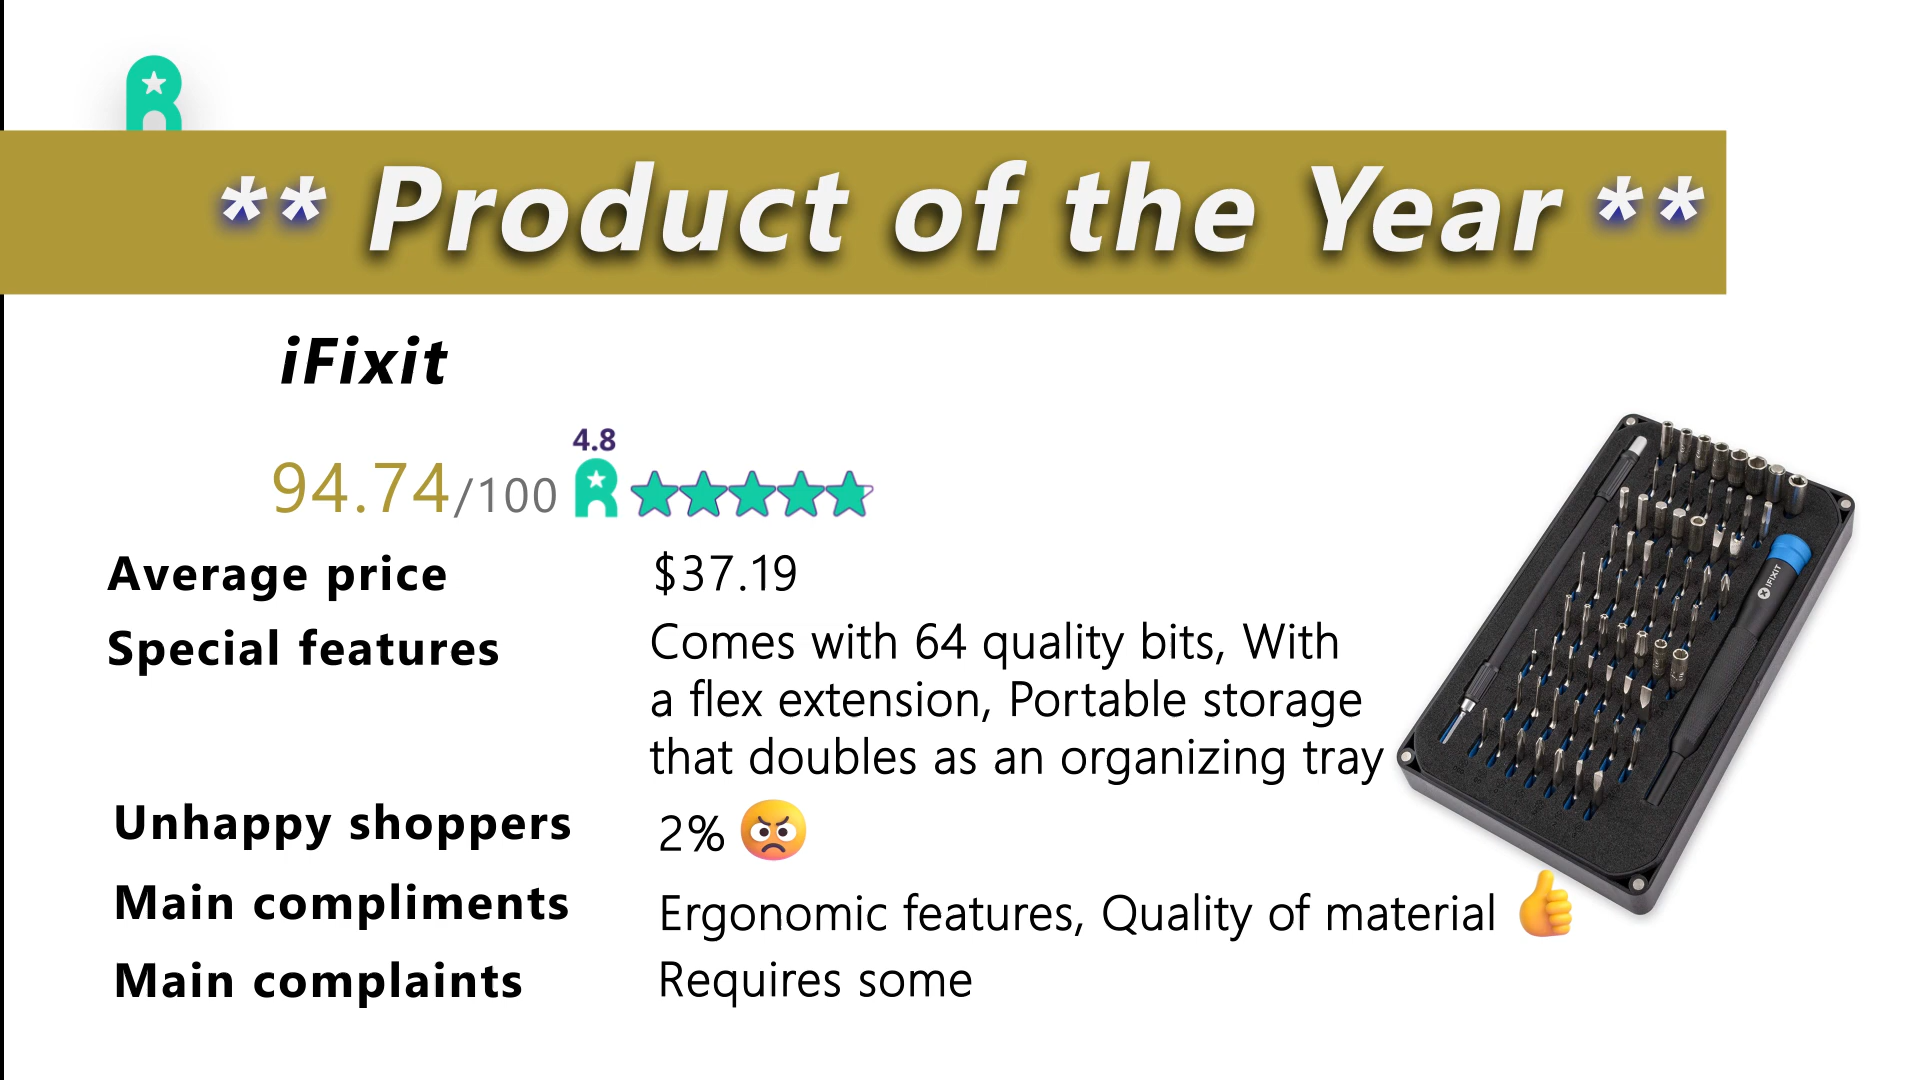 ** Product of the Year **
iFixit
4.8
94.74/100
Average price $37.19
Special features Comes with 64 quality bits, With
a flex extension, Portable storage
that doubles as an organizing tray
Unhappy shoppers 2%
Main compliments Ergonomic features, Quality of material
Main complaints Requires some
IFIXIT